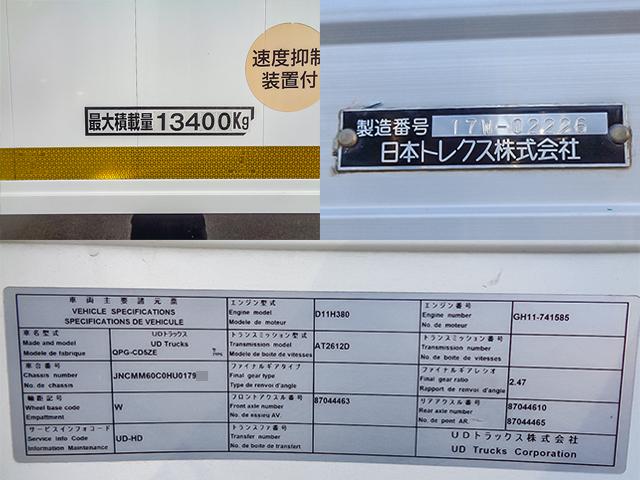 速度抑制
装置付
最大積載量13400Kg
製造番号 17W-02226
日本トレクス株式会社
車両主要諸元票
VEHICLE SPECIFICATIONS
SPECIFICATIONS DE VEHICULE
車名型式 UDトラックス
Made and model UD Trucks
Modele de fabrique QPG-CD5ZE
車台番号
Chassis number JNCMM60C0HU0179
No. de chassis
軸距記号
Wheel base code W
Empattment
サービスインフォコード
Service Info Code UD-HD
Information Maintenance
エンジン型式
Engine model D11H380
Modele de moteur
トランスミッション型式
Transmission model AT2612D
Modele de boite de vitesses
ファイナルギアタイプ
Final gear type
Type de renvoi d'angle
フロントアクスル番号 87044463
Front axle number
No. de essieu AV.
トランスファ番号
Transfer number
No. de boite de transfert
エンジン番号
Engine number GH11-741585
No. de moteur
トランスミッション番号
Transmission number
No. de boite de vitesses
ファイナルギアレシオ
Final gear ratio 2.47
Rapport de renvoi d'angle
リアアクスル番号 87044610
Rear axle number
No. de pont AR. 87044465
UDトラックス株式会社
UD Trucks Corporation